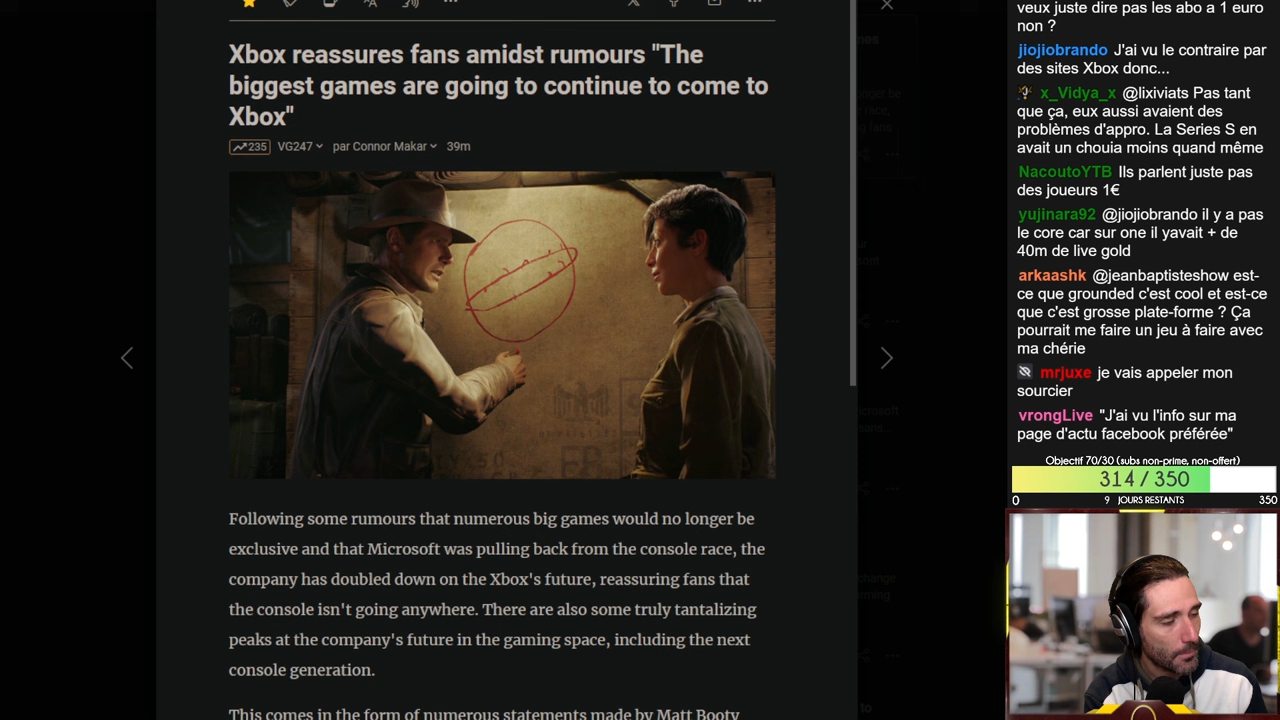 Xbox reassures fans amidst rumours "The
biggest games are going to continue to come to
Xbox"
235 VG247 par Connor Makar 39m
Following some rumours that numerous big games would no longer be
exclusive and that Microsoft was pulling back from the console race, the
company has doubled down on the Xbox's future, reassuring fans that
the console isn't going anywhere. There are also some truly tantalizing
peaks at the company's future in the gaming space, including the next
console generation.
This comes in the form of numerous statements made by Matt Booty
veux juste dire pas les abo a 1 euro
non ?
jiojiobrando J'ai vu le contraire par
des sites Xbox donc...
x_Vidya_x @lixiviats Pas tant
que ça, eux aussi avaient des
problèmes d'appro. La Series S en
avait un chouia moins quand même
NacoutoYTB Ils parlent juste pas
des joueurs 1€
yujinara92 @jiojiobrando il y a pas
le core car sur one il yavait + de
40m de live gold
arkaashk @jeanbaptisteshow est-
ce que grounded c'est cool et est-ce
que c'est grosse plate-forme ? Ça
pourrait me faire un jeu à faire avec
ma chérie
mrjuxe je vais appeler mon
sourcier
vrongLive "J'ai vu l'info sur ma
page d'actu facebook préférée"
Objectif 70/30 (subs non-prime, non-offert)
314 / 350
0 9 JOURS RESTANTS 350